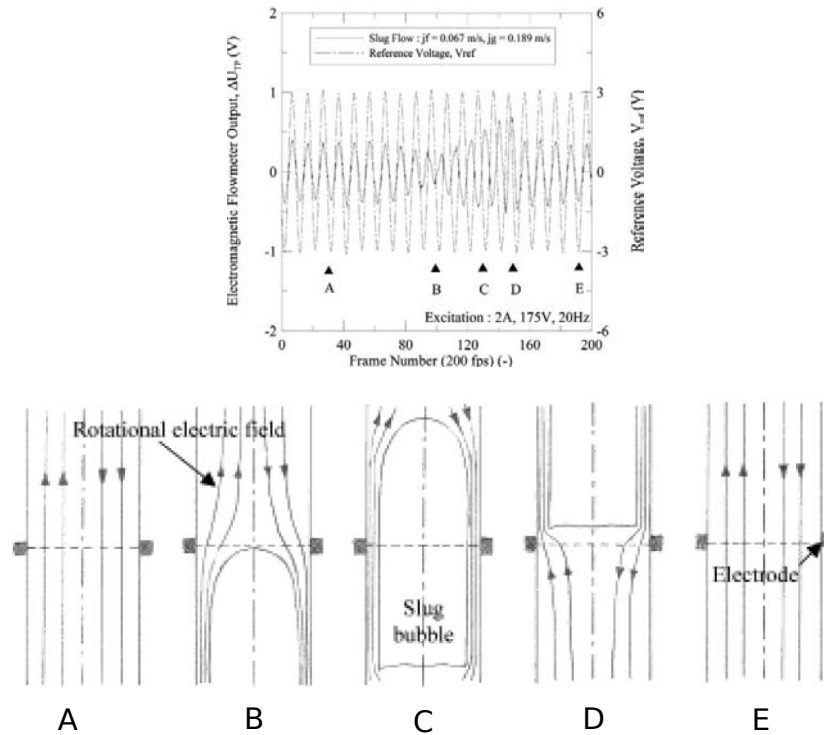 Slug Flow : jf = 0.067 m/s, jg = 0.189 m/s
Reference Voltage, Vref
Electromagnetic Flowmeter Output, ΔU_TP (V)
2
1
0
-1
-2
6
3
0
-3
-6
Reference Voltage, V_ref (V)
A B C D E
Excitation : 2A, 175V, 20Hz
0 40 80 120 160 200
Frame Number (200 fps) (-)
Rotational electric field
Slug
bubble
Electrode
A B C D E